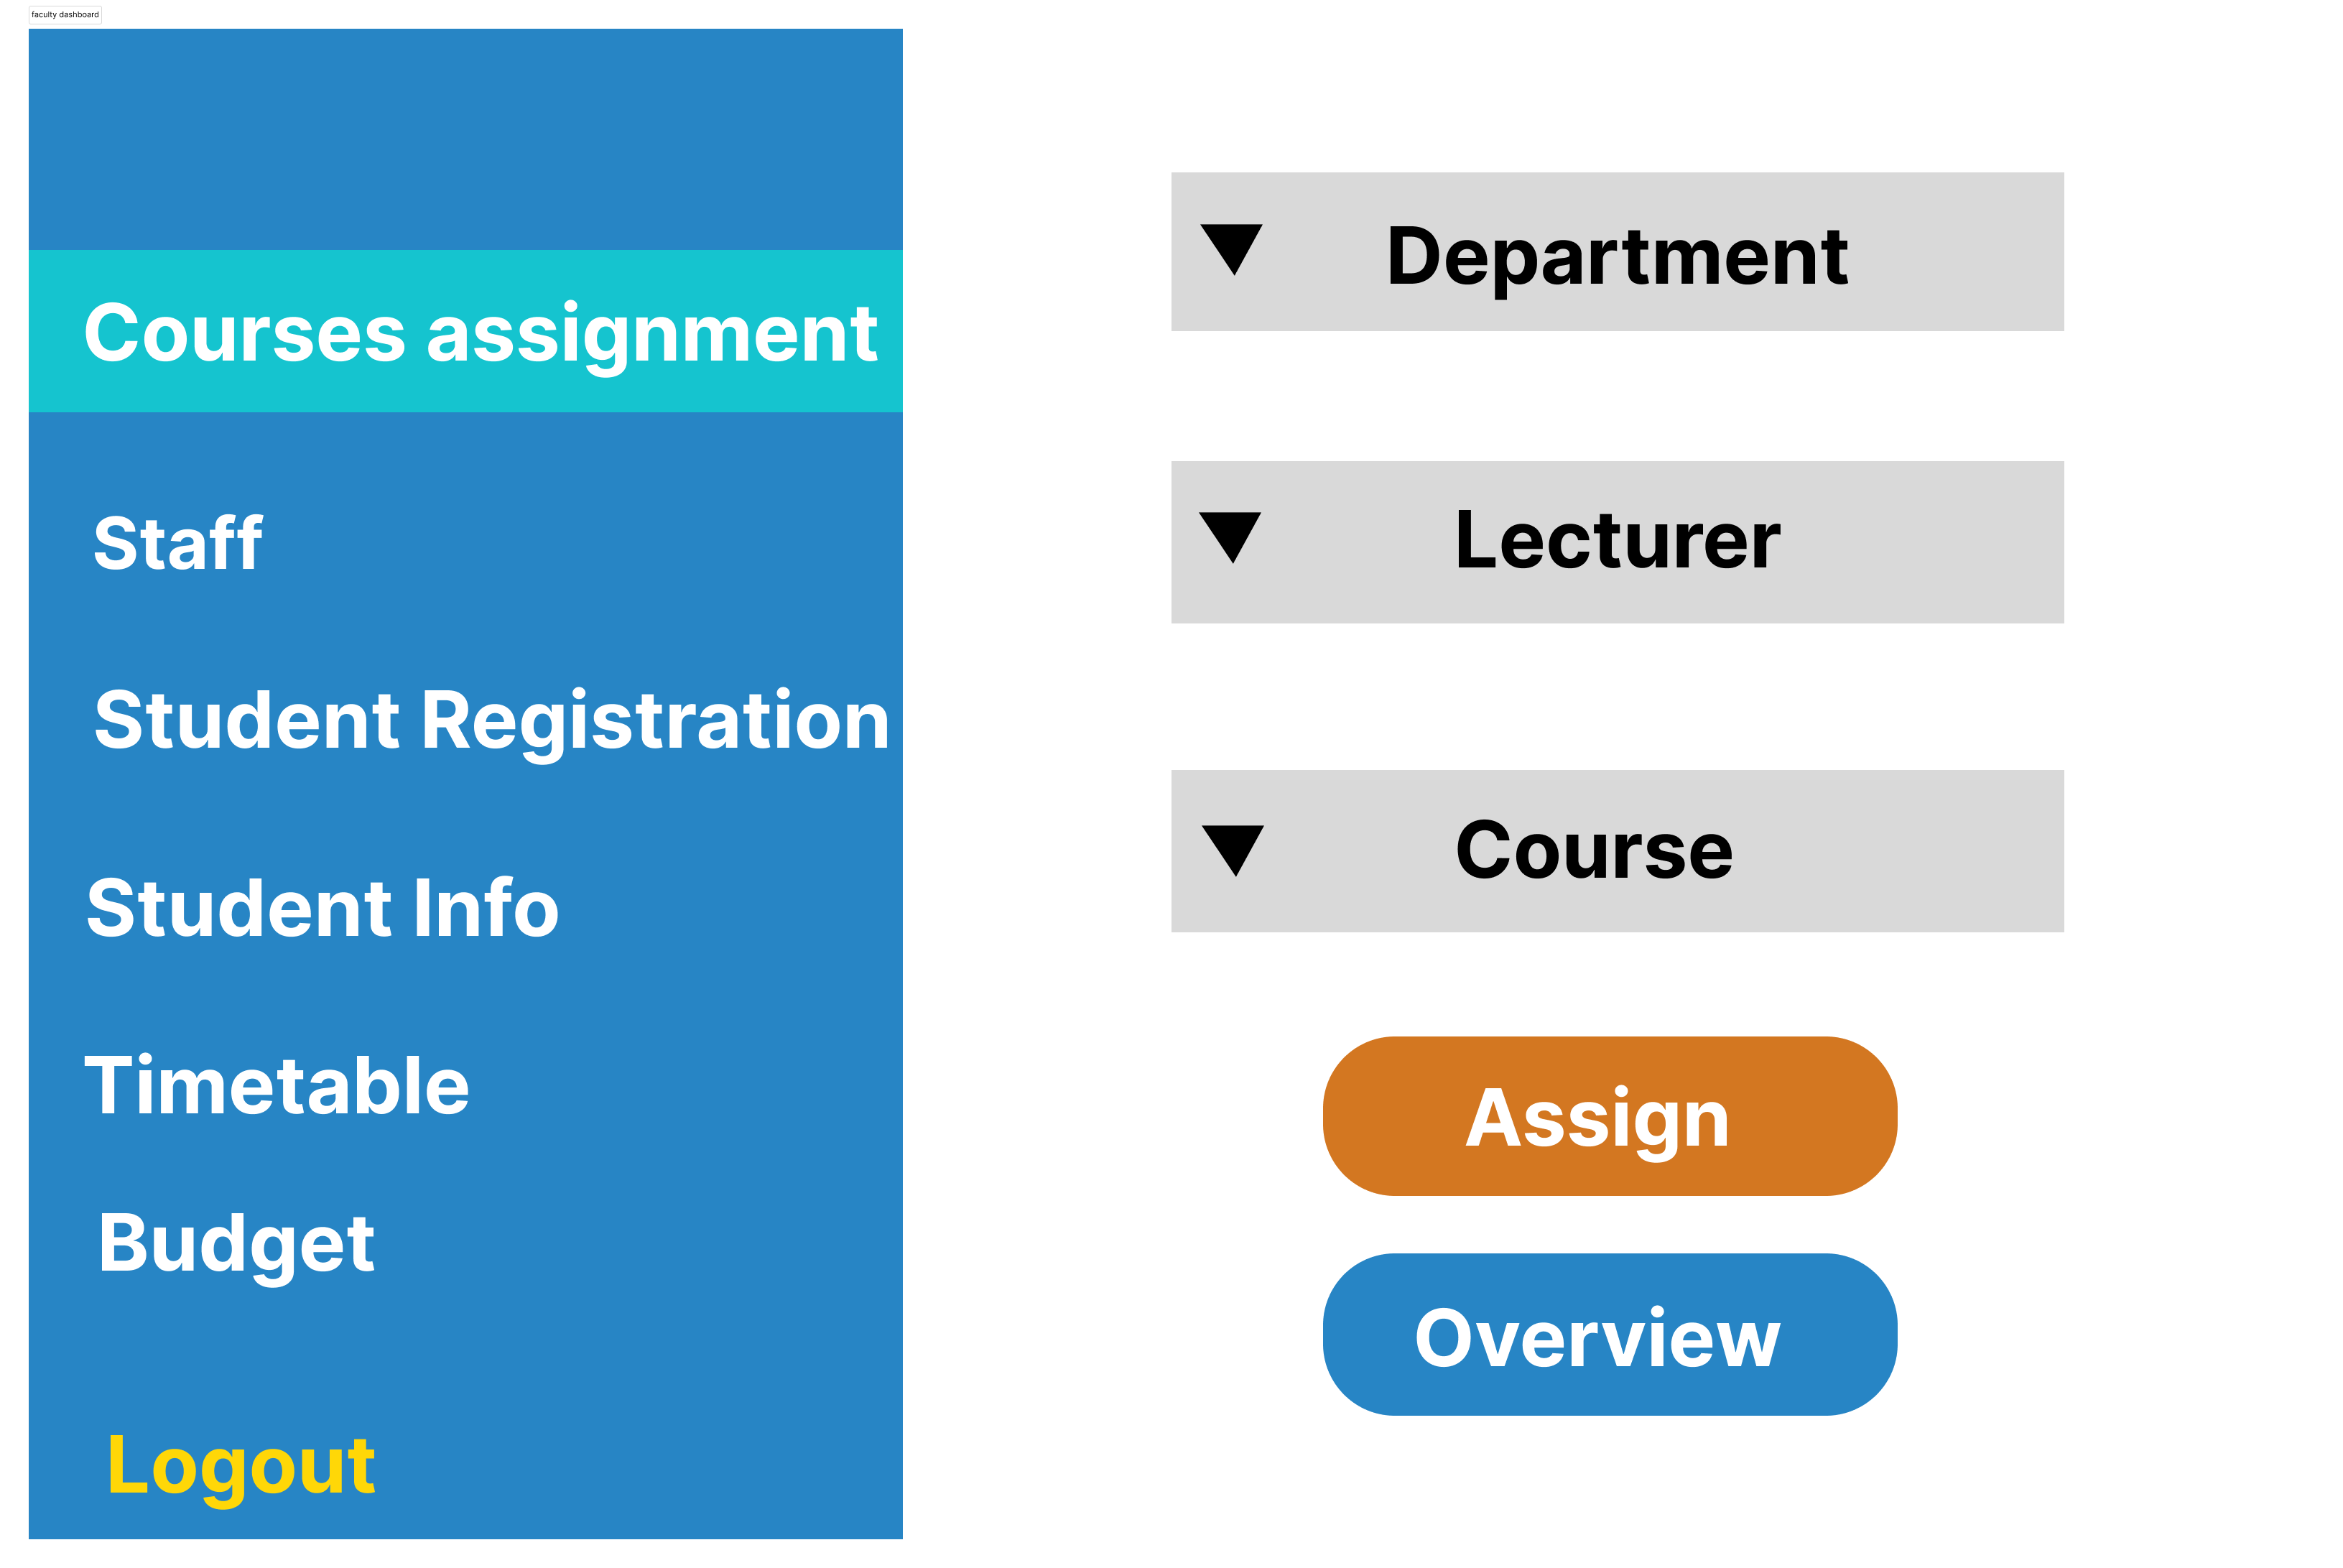 faculty dashboard
Courses assignment
Staff
Student Registration
Student Info
Timetable
Budget
Logout
Department
Lecturer
Course
Assign
Overview